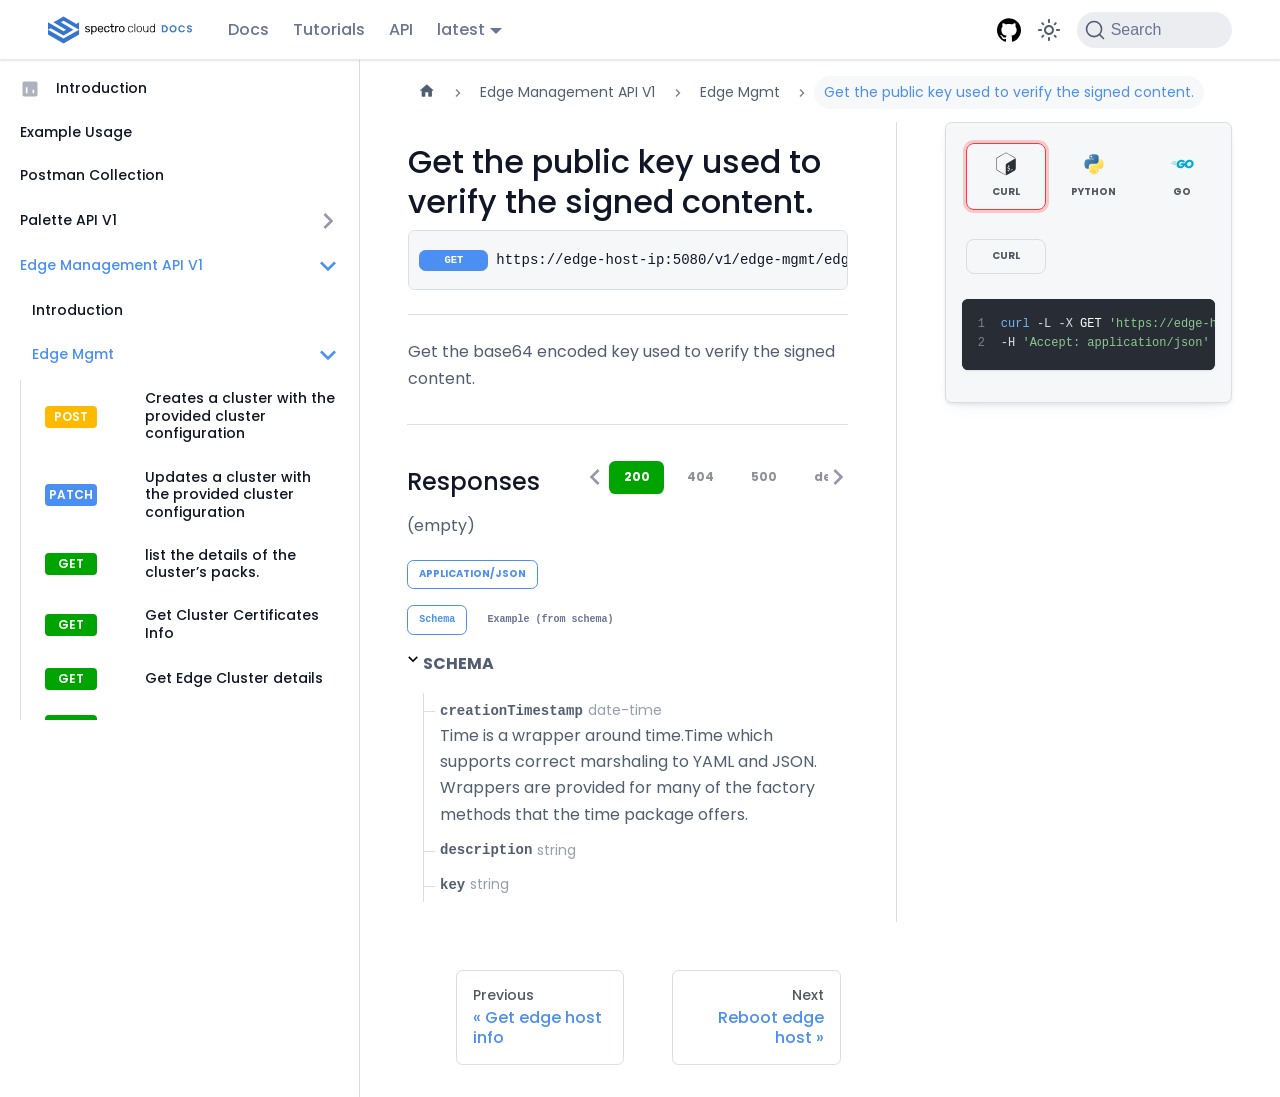 spectro cloud DOCS
Docs
Tutorials
API
latest
Search
Introduction
Example Usage
Postman Collection
Palette API V1
Edge Management API V1
Introduction
Edge Mgmt
POST
Creates a cluster with the
provided cluster
configuration
PATCH
Updates a cluster with
the provided cluster
configuration
GET
list the details of the
cluster’s packs.
GET
Get Cluster Certificates
Info
GET
Get Edge Cluster details
Edge Management API V1
Edge Mgmt
Get the public key used to verify the signed content.
Get the public key used to
verify the signed content.
GET
https://edge-host-ip:5080/v1/edge-mgmt/edg
Get the base64 encoded key used to verify the signed
content.
Responses
200
404
500
de
(empty)
APPLICATION/JSON
Schema
Example (from schema)
SCHEMA
creationTimestamp date-time
Time is a wrapper around time.Time which
supports correct marshaling to YAML and JSON.
Wrappers are provided for many of the factory
methods that the time package offers.
description string
key string
Previous
« Get edge host
info
Next
Reboot edge
host »
CURL
PYTHON
GO
GO
CURL
1 curl -L -X GET 'https://edge-h
2 -H 'Accept: application/json'